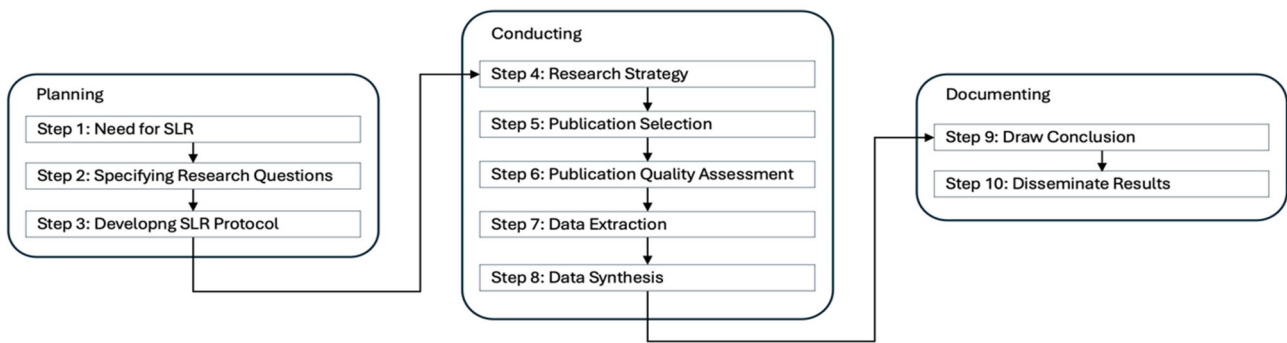 Planning
Step 1: Need for SLR
Step 2: Specifying Research Questions
Step 3: Developng SLR Protocol
Conducting
Step 4: Research Strategy
Step 5: Publication Selection
Step 6: Publication Quality Assessment
Step 7: Data Extraction
Step 8: Data Synthesis
Documenting
Step 9: Draw Conclusion
Step 10: Disseminate Results